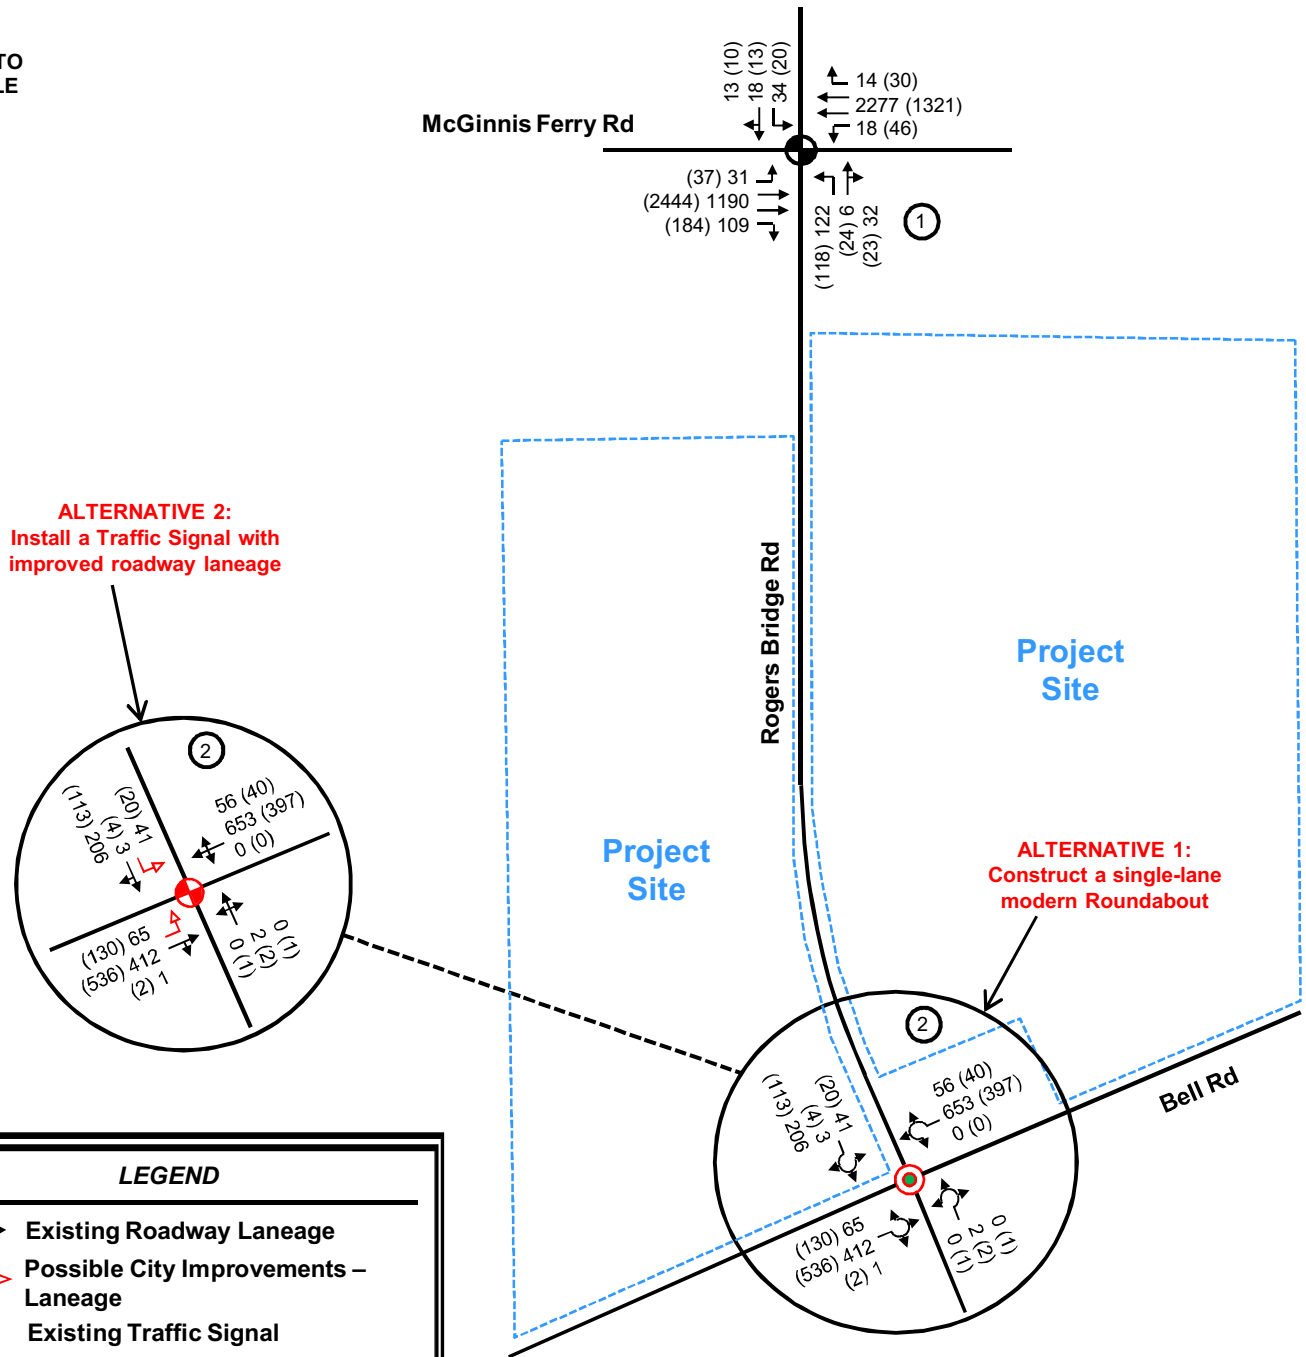 TO
LE
McGinnis Ferry Rd
13 (10)
18 (13)
34 (20)
14 (30)
2277 (1321)
18 (46)
(37) 31
(2444) 1190
(184) 109
(118) 122
(24) 6
(23) 32
1
ALTERNATIVE 2:
Install a Traffic Signal with
improved roadway laneage
Rogers Bridge Rd
Project
Site
Project
Site
2
(20) 41
(4) 3
(113) 206
56 (40)
653 (397)
0 (0)
(130) 65
(536) 412
(2) 1
0 (1)
2 (2)
0 (1)
ALTERNATIVE 1:
Construct a single-lane
modern Roundabout
2
(20) 41
(4) 3
(113) 206
56 (40)
653 (397)
0 (0)
(130) 65
(536) 412
(2) 1
0 (1)
2 (2)
0 (1)
Bell Rd
LEGEND
Existing Roadway Laneage
Possible City Improvements –
Laneage
Existing Traffic Signal